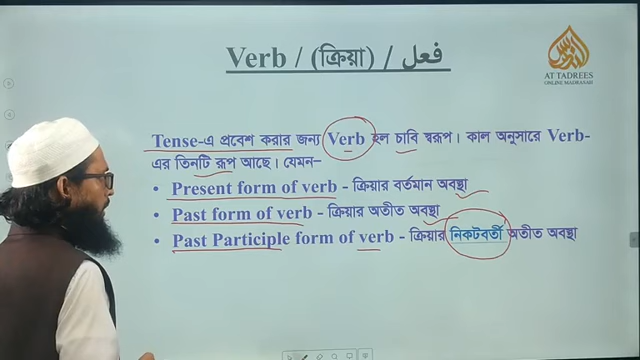 Verb / (ক্রিয়া) / فعل
AT TADREES
ONLINE MADRASAH
Tense-এ প্রবেশ করার জন্য Verb হল চাবি স্বরূপ। কাল অনুসারে Verb-
এর তিনটি রূপ আছে। যেমন–
• Present form of verb - ক্রিয়ার বর্তমান অবস্থা
• Past form of verb - ক্রিয়ার অতীত অবস্থা
• Past Participle form of verb - ক্রিয়ার নিকটবর্তী অতীত অবস্থা